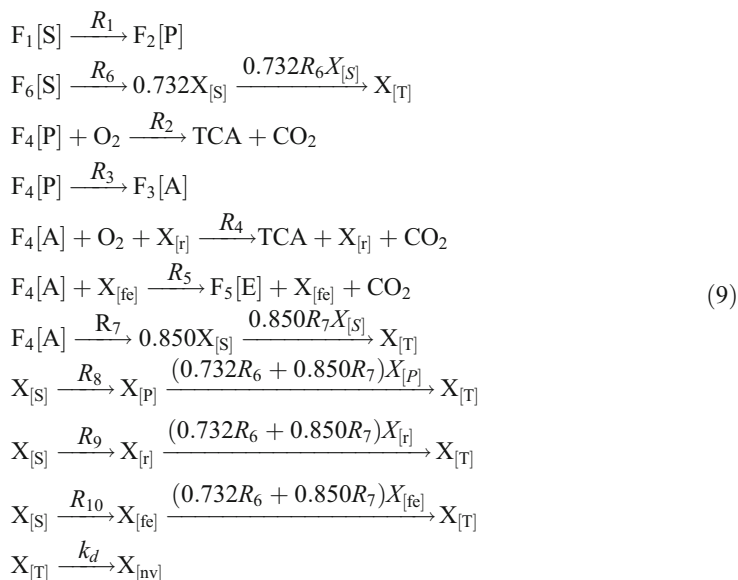 F₁[S] —R₁→ F₂[P]
F₆[S] —R₆→ 0.732X[S] —0.732R₆X[S]→ X[T]
F₄[P] + O₂ —R₂→ TCA + CO₂
F₄[P] —R₃→ F₃[A]
F₄[A] + O₂ + X[r] —R₄→ TCA + X[r] + CO₂
F₄[A] + X[fe] —R₅→ F₅[E] + X[fe] + CO₂
(9)
F₄[A] —R₇→ 0.850X[S] —0.850R₇X[S]→ X[T]
X[S] —R₈→ X[P] —(0.732R₆ + 0.850R₇)X[P]→ X[T]
X[S] —R₉→ X[r] —(0.732R₆ + 0.850R₇)X[r]→ X[T]
X[S] —R₁₀→ X[fe] —(0.732R₆ + 0.850R₇)X[fe]→ X[T]
X[T] —k_d→ X[nv]